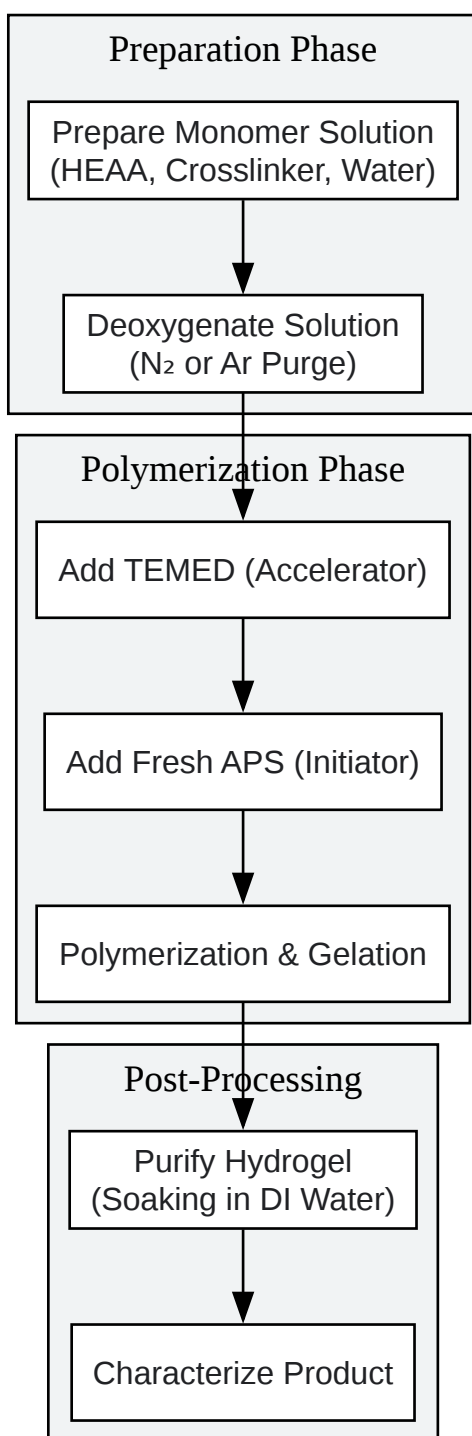 Preparation Phase
Prepare Monomer Solution
(HEAA, Crosslinker, Water)
Deoxygenate Solution
(N₂ or Ar Purge)
Polymerization Phase
Add TEMED (Accelerator)
Add Fresh APS (Initiator)
Polymerization & Gelation
Post-Processing
Purify Hydrogel
(Soaking in DI Water)
Characterize Product